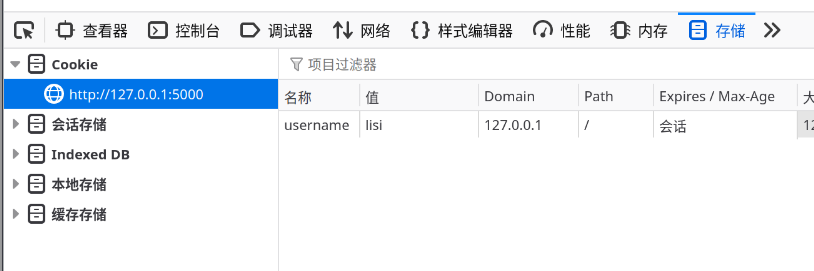 查看器 控制台 调试器 网络 样式编辑器 性能 内存 存储
Cookie 项目过滤器
http://127.0.0.1:5000 名称 值 Domain Path Expires / Max-Age 大
会话存储 username lisi 127.0.0.1 / 会话 12
Indexed DB
本地存储
缓存存储